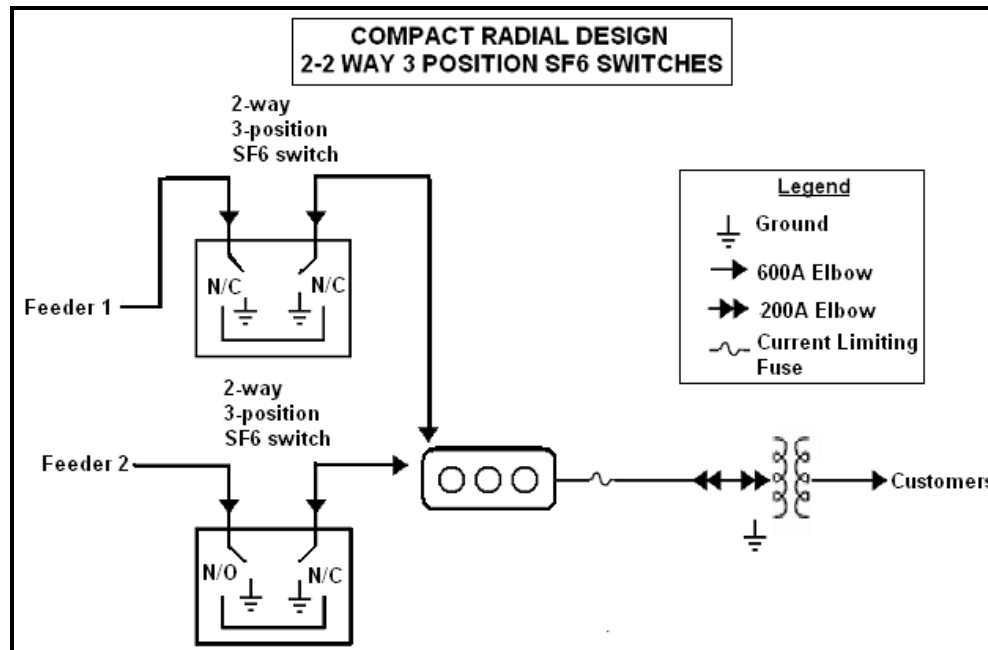 COMPACT RADIAL DESIGN
2-2 WAY 3 POSITION SF6 SWITCHES
2-way
3-position
SF6 switch
N/C
N/C
Feeder 1
Legend
Ground
600A Elbow
200A Elbow
Current Limiting
Fuse
2-way
3-position
SF6 switch
Feeder 2
N/O
N/C
Customers